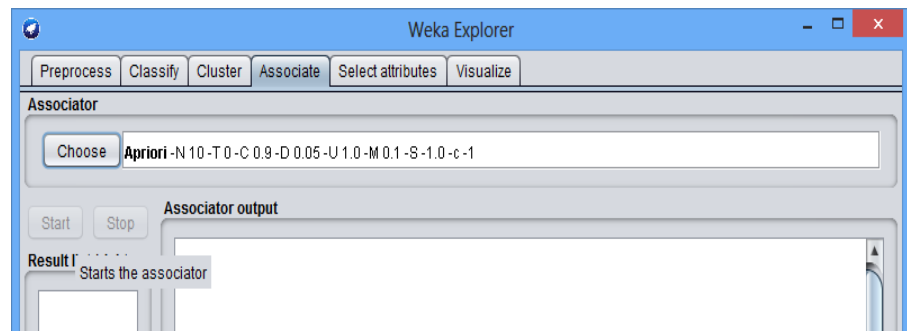 Weka Explorer
Preprocess Classify Cluster Associate Select attributes Visualize
Associator
Choose Apriori -N 10 -T 0 -C 0.9 -D 0.05 -U 1.0 -M 0.1 -S -1.0 -c -1
Start Stop
Associator output
Result
Starts the associator